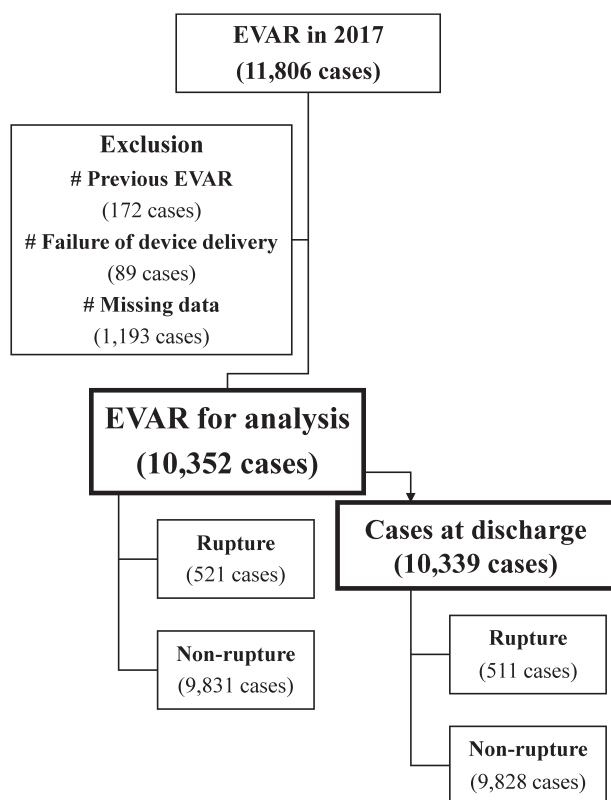 EVAR in 2017
(11,806 cases)
Exclusion
# Previous EVAR
(172 cases)
# Failure of device delivery
(89 cases)
# Missing data
(1,193 cases)
EVAR for analysis
(10,352 cases)
Rupture
(521 cases)
Non-rupture
(9,831 cases)
Cases at discharge
(10,339 cases)
Rupture
(511 cases)
Non-rupture
(9,828 cases)